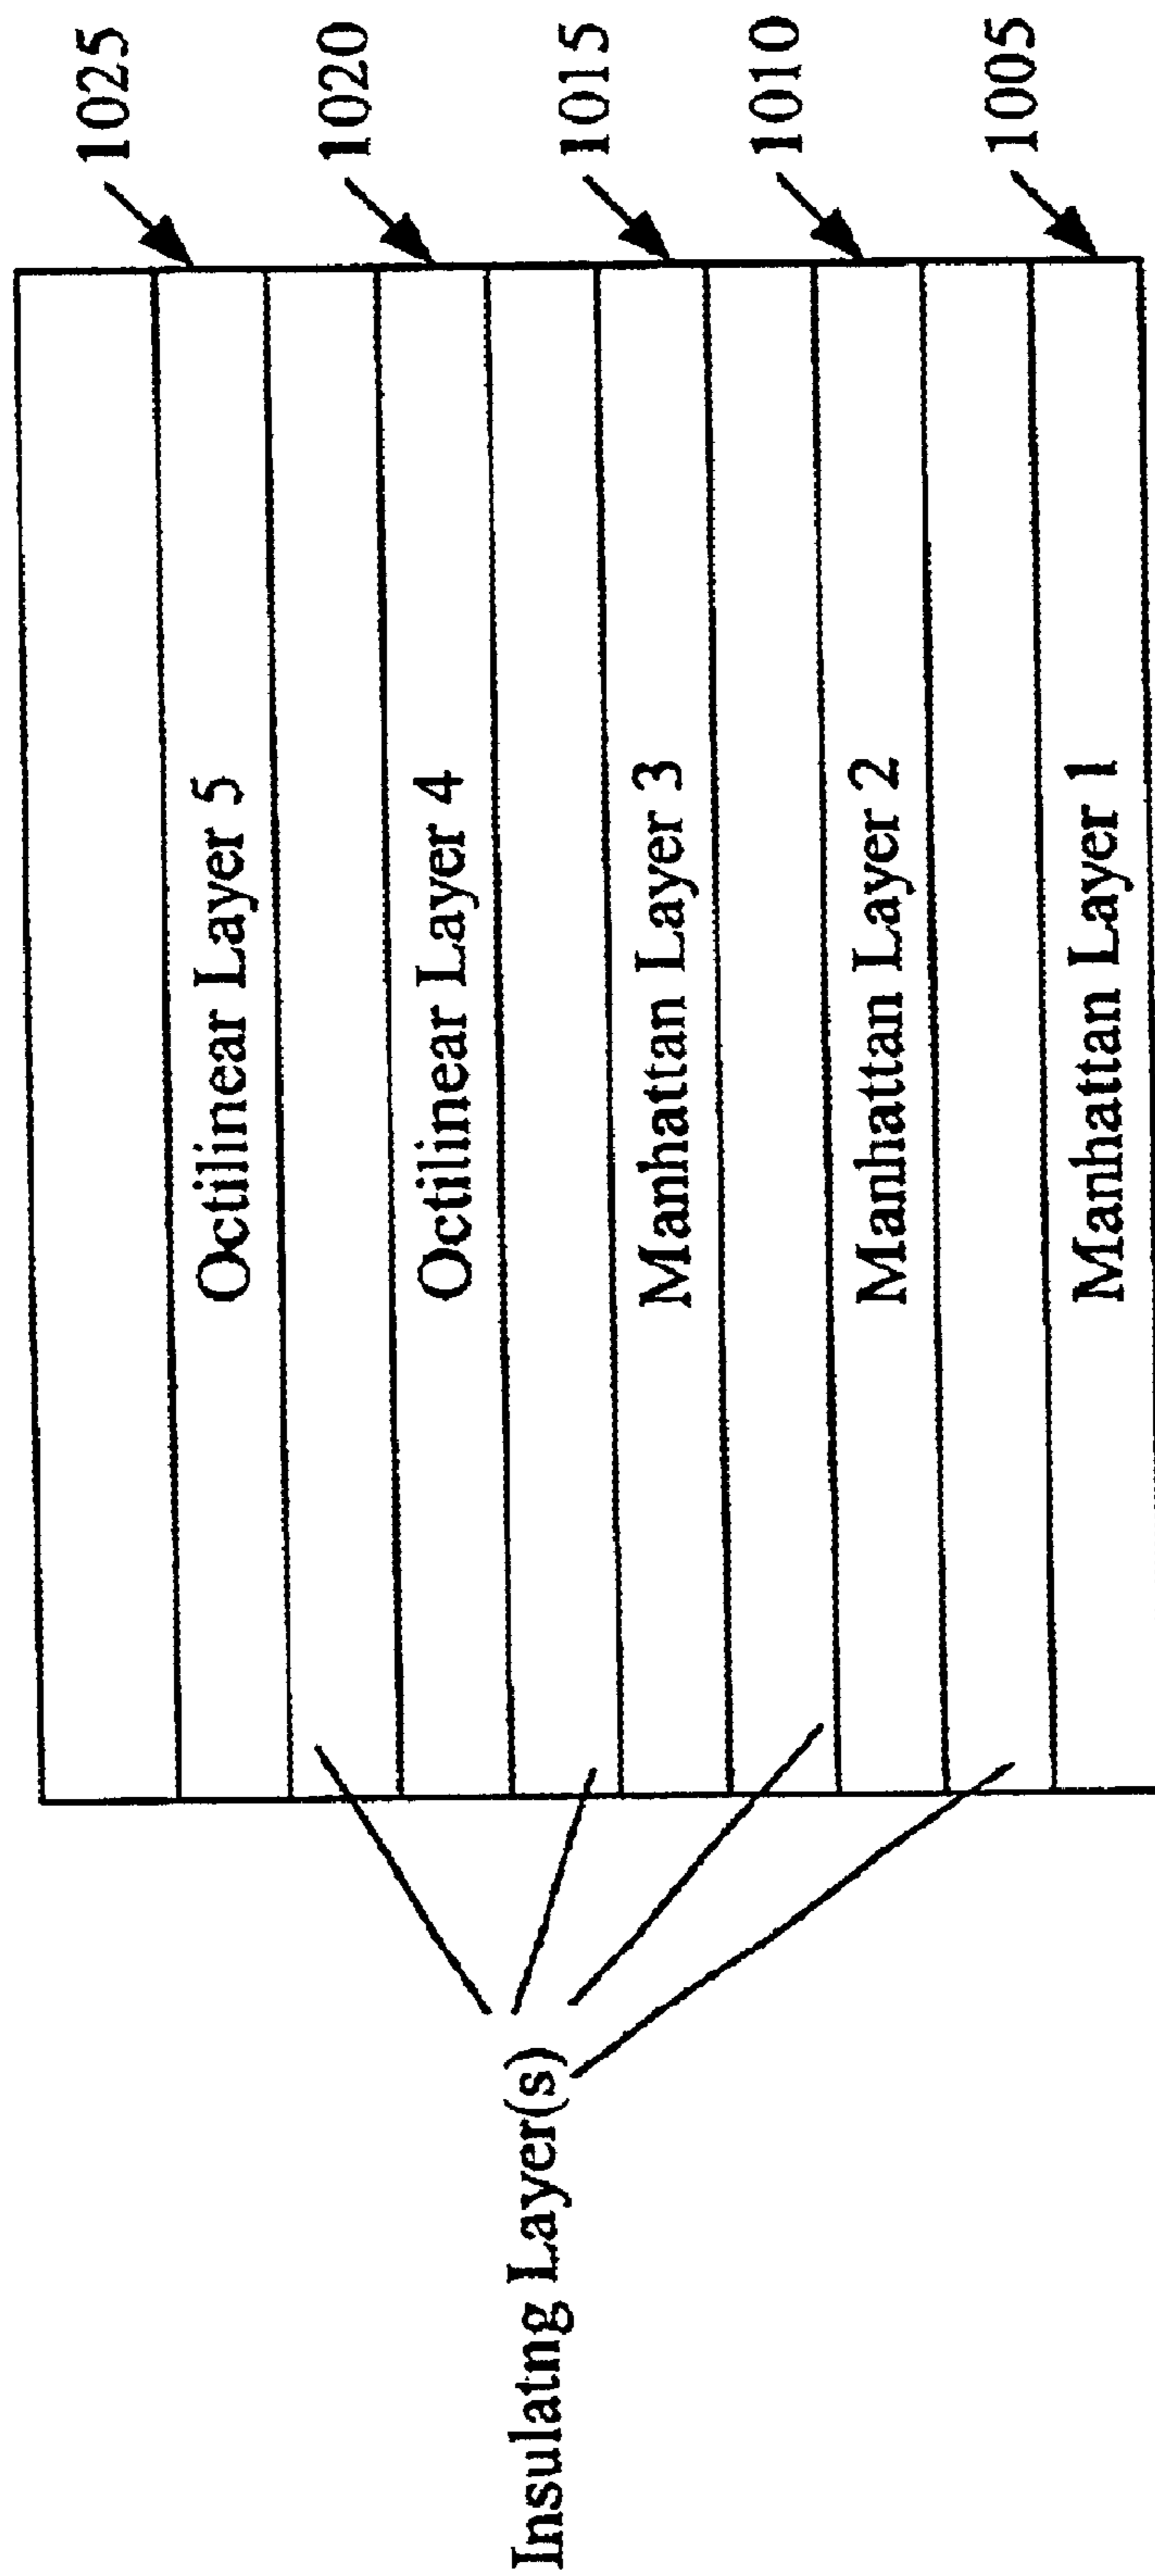 1025
Octilinear Layer 5
1020
Octilinear Layer 4
1015
Manhattan Layer 3
1010
Manhattan Layer 2
1005
Manhattan Layer 1
Insulatng Layer(s)